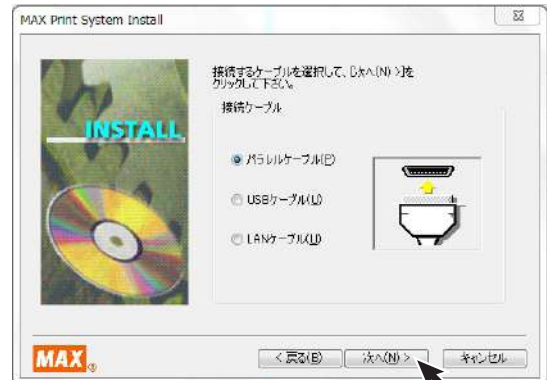 MAX Print System Install
接続するケーブルを選択して、[次へ(N) >]を
クリックして下さい。
接続ケーブル
INSTALL
パラレルケーブル(P)
USBケーブル(U)
LANケーブル(L)
MAX®
< 戻る(B)
次へ(N) >
キャンセル